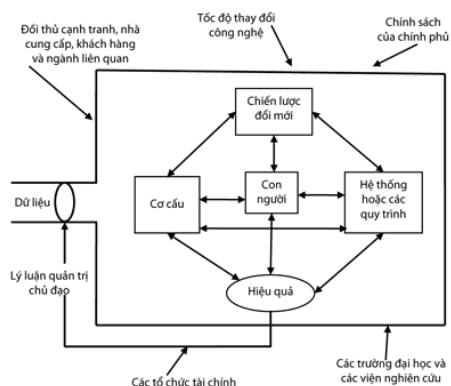 Đối thủ cạnh tranh, nhà
cung cấp, khách hàng
và ngành liên quan
Tốc độ thay đổi
công nghệ
Chính sách
của chính phủ
Chiến lược
đổi mới
Dữ liệu
Cơ cấu
Con
người
Hệ thống
hoặc các
quy trình
Lý luận quản trị
chủ đạo
Hiệu quả
Các tổ chức tài chính
Các trường đại học và
các viện nghiên cứu